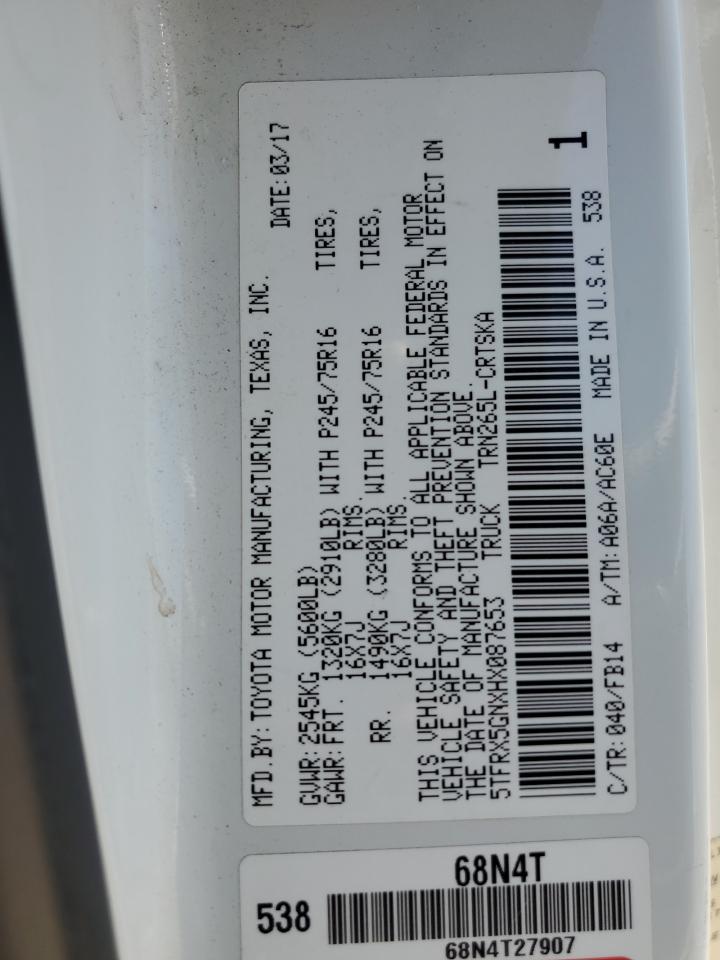 MFD.BY:TOYOTA MOTOR MANUFACTURING, TEXAS, INC.
DATE:03/17
GVWR:2545KG (5600LB)
GAWR:FRT. 1320KG (2910LB) WITH P245/75R16 TIRES,
16X7J RIMS.
RR. 1490KG (3280LB) WITH P245/75R16 TIRES,
16X7J RIMS.
THIS VEHICLE CONFORMS TO ALL APPLICABLE FEDERAL MOTOR
VEHICLE SAFETY AND THEFT PREVENTION STANDARDS IN EFFECT ON
THE DATE OF MANUFACTURE SHOWN ABOVE.
5TFRX5GNXHX087653 TRUCK TRN265L-CRTSKA
1
C/TR:040/FB14 A/TM:A06A/AC60E MADE IN U.S.A. 538
68N4T
538
68N4T27907